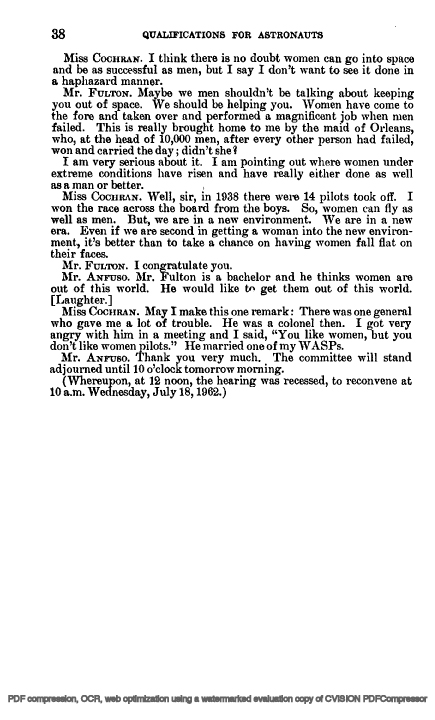 38 QUALIFICATIONS FOR ASTRONAUTS
Miss COCHRAN. I think there is no doubt women can go into space
and be as successful as men, but I say I don't want to see it done in
a haphazard manner.
Mr. FULTON. Maybe we men shouldn't be talking about keeping
you out of space. We should be helping you. Women have come to
the fore and taken over and performed a magnificent job when men
failed. This is really brought home to me by the maid of Orleans,
who, at the head of 10,000 men, after every other person had failed,
won and carried the day; didn't she?
I am very serious about it. I am pointing out where women under
extreme conditions have risen and have really either done as well
as a man or better.
Miss COCHRAN. Well, sir, in 1938 there were 14 pilots took off. I
won the race across the board from the boys. So, women can fly as
well as men. But, we are in a new environment. We are in a new
era. Even if we are second in getting a woman into the new environ-
ment, it's better than to take a chance on having women fall flat on
their faces.
Mr. FULTON. I congratulate you.
Mr. ANFUSO. Mr. Fulton is a bachelor and he thinks women are
out of this world. He would like to get them out of this world.
[Laughter.]
Miss COCHRAN. May I make this one remark: There was one general
who gave me a lot of trouble. He was a colonel then. I got very
angry with him in a meeting and I said, "You like women, but you
don't like women pilots." He married one of my WASPs.
Mr. ANFUSO. Thank you very much. The committee will stand
adjourned until 10 o'clock tomorrow morning.
(Whereupon, at 12 noon, the hearing was recessed, to reconvene at
10 a.m. Wednesday, July 18, 1962.)
PDF compression, OCR, web optimization using a watermarked evaluation copy of CVISION PDFCompressor